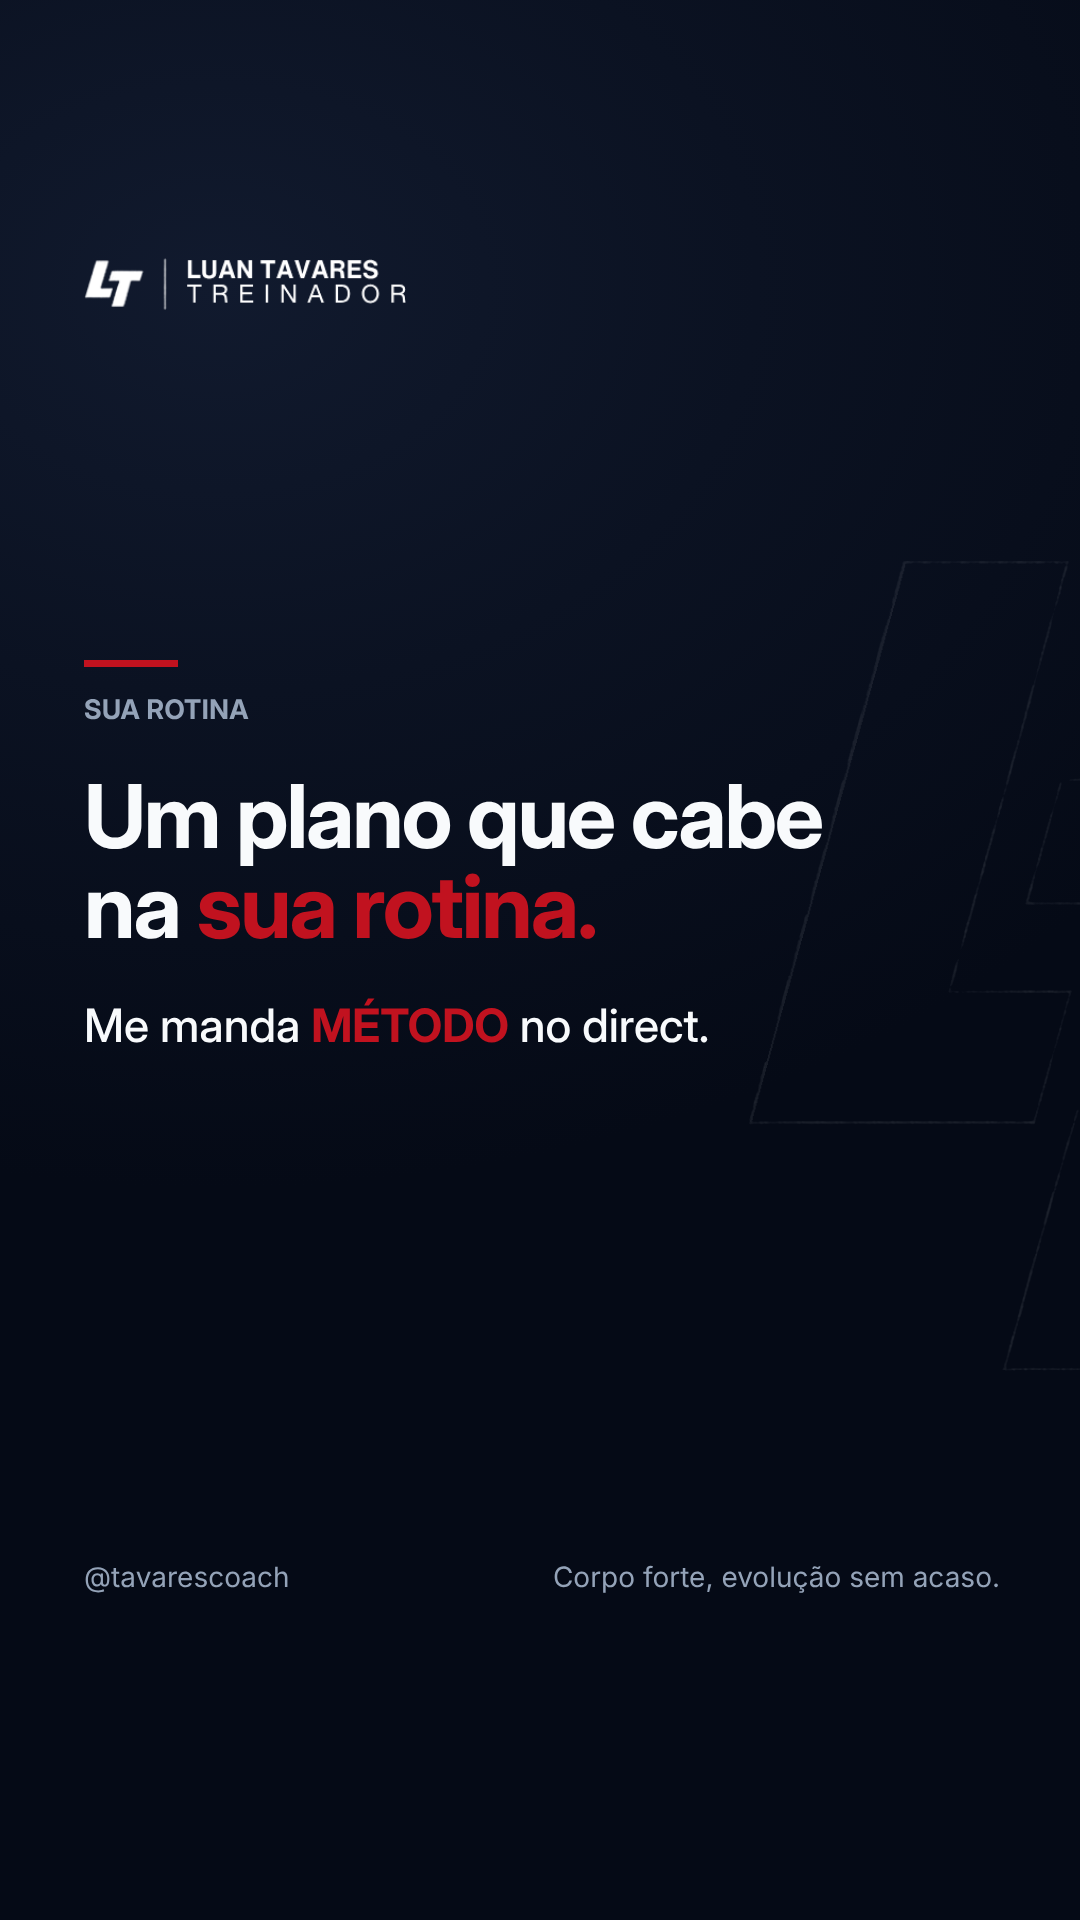 LT
LUAN TAVARES
TREINADOR
SUA ROTINA
Um plano que cabe
na sua rotina.
Me manda MÉTODO no direct.
@tavarescoach
Corpo forte, evolução sem acaso.